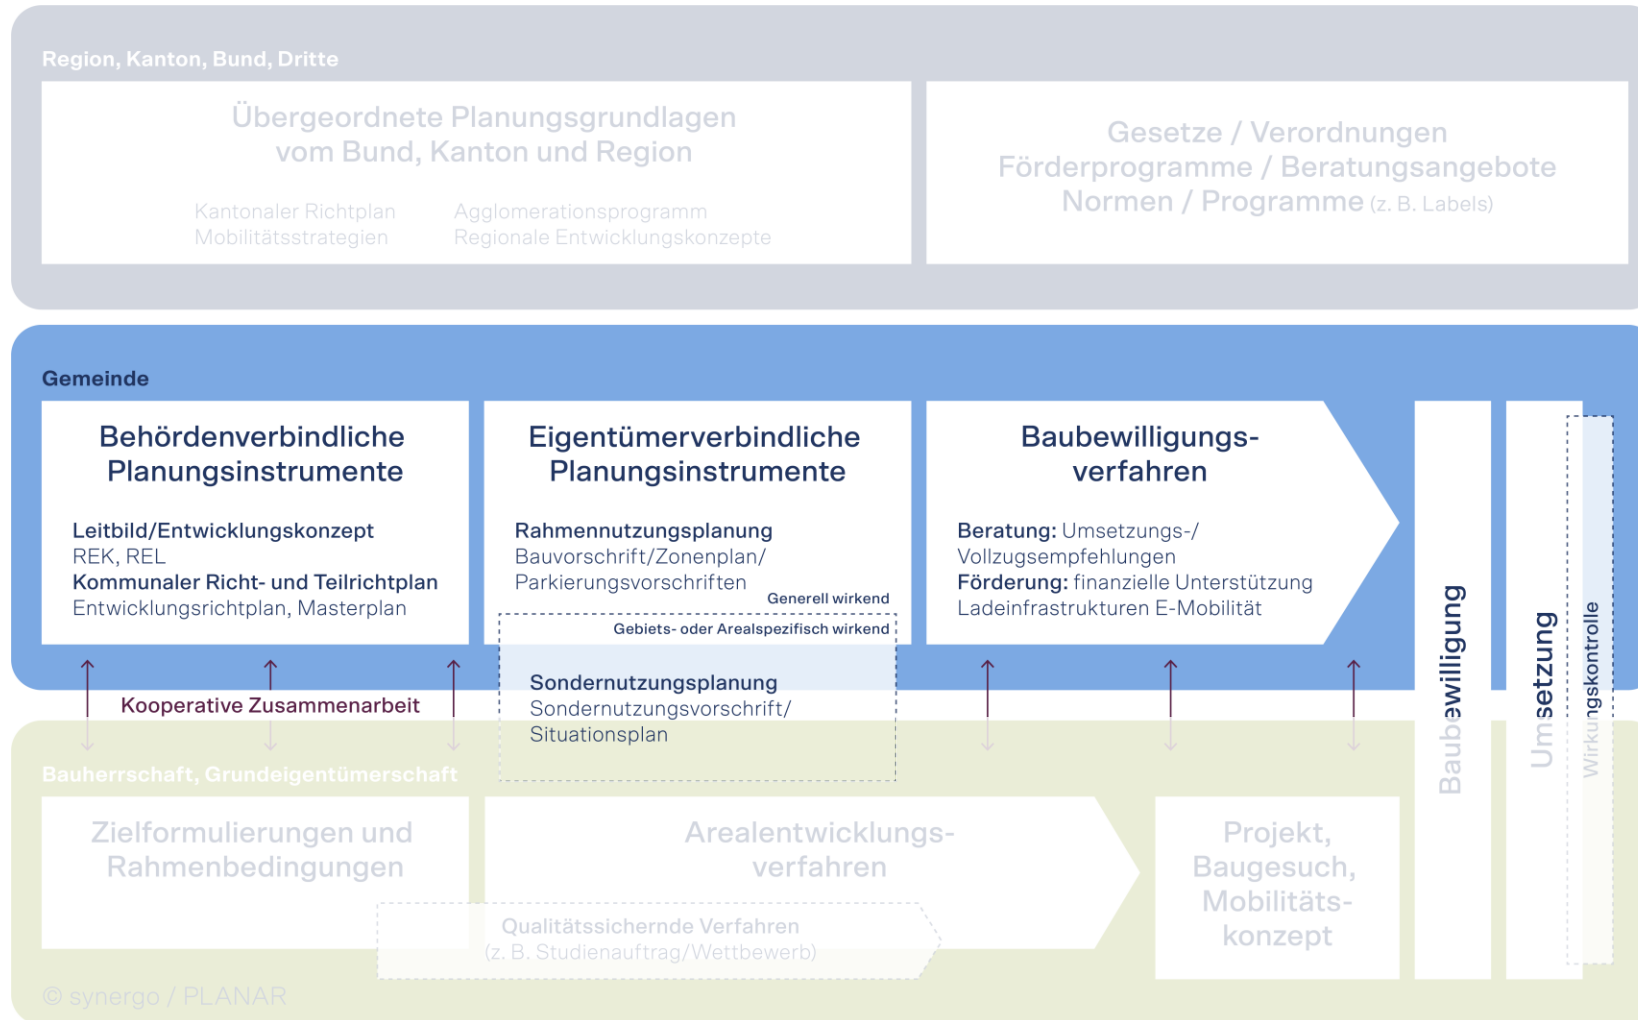 Region, Kanton, Bund, Dritte
Übergeordnete Planungsgrundlagen
vom Bund, Kanton und Region
Kantonaler Richtplan
Mobilitätsstrategien
Agglomerationsprogramm
Regionale Entwicklungskonzepte
Gesetze / Verordnungen
Förderprogramme / Beratungsangebote
Normen / Programme (z. B. Labels)
Gemeinde
Behördenverbindliche
Planungsinstrumente
Leitbild/Entwicklungskonzept
REK, REL
Kommunaler Richt- und Teilrichtplan
Entwicklungsrichtplan, Masterplan
Eigentümerverbindliche
Planungsinstrumente
Rahmennutzungsplanung
Bauvorschrift/Zonenplan/
Parkierungsvorschriften
Generell wirkend
Gebiets- oder Arealspezifisch wirkend
Sondernutzungsplanung
Sondernutzungsvorschrift/
Situationsplan
Baubewilligungs-
verfahren
Beratung: Umsetzungs-/
Vollzugsempfehlungen
Förderung: finanzielle Unterstützung
Ladeinfrastrukturen E-Mobilität
Baubewilligung
Umsetzung
Wirkungskontrolle
Kooperative Zusammenarbeit
Bauherrschaft, Grundeigentümerschaft
Zielformulierungen und
Rahmenbedingungen
Arealentwicklungs-
verfahren
Qualitätssichernde Verfahren
(z. B. Studienauftrag/Wettbewerb)
Projekt,
Baugesuch,
Mobilitäts-
konzept
© synergo / PLANAR